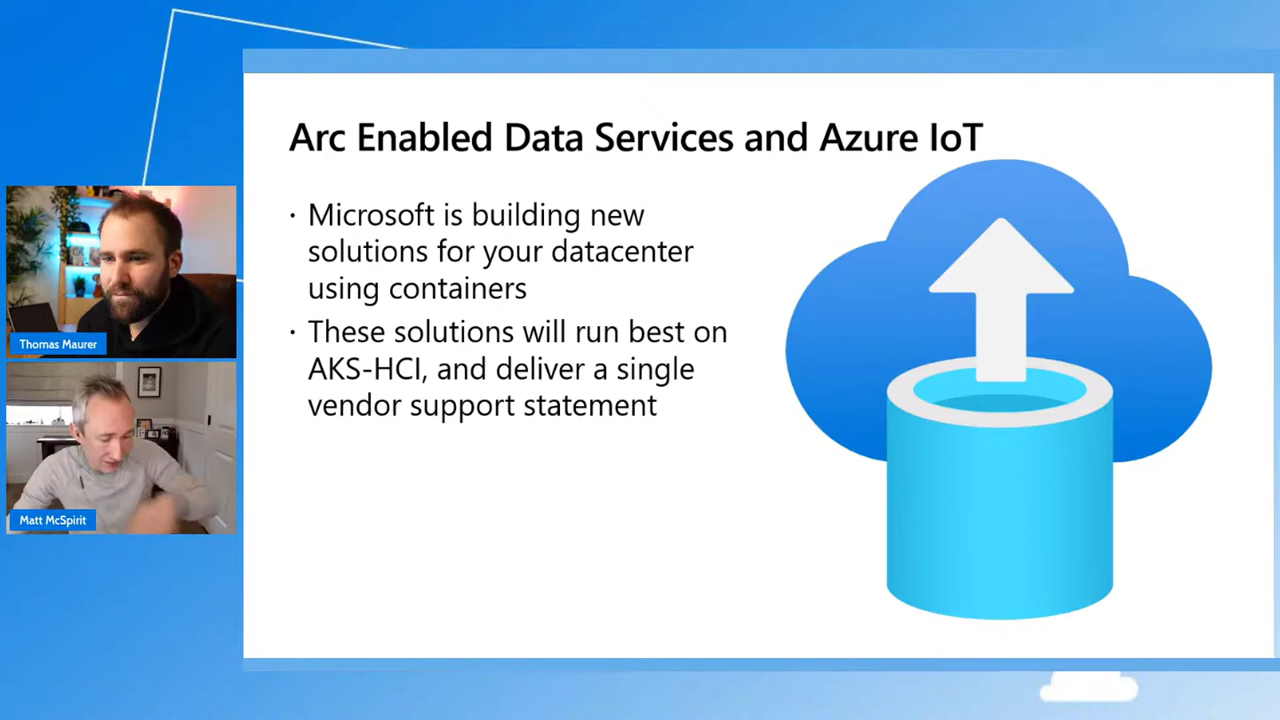 Arc Enabled Data Services and Azure IoT
· Microsoft is building new
solutions for your datacenter
using containers
· These solutions will run best on
AKS-HCI, and deliver a single
vendor support statement
Thomas Maurer
Matt McSpirit